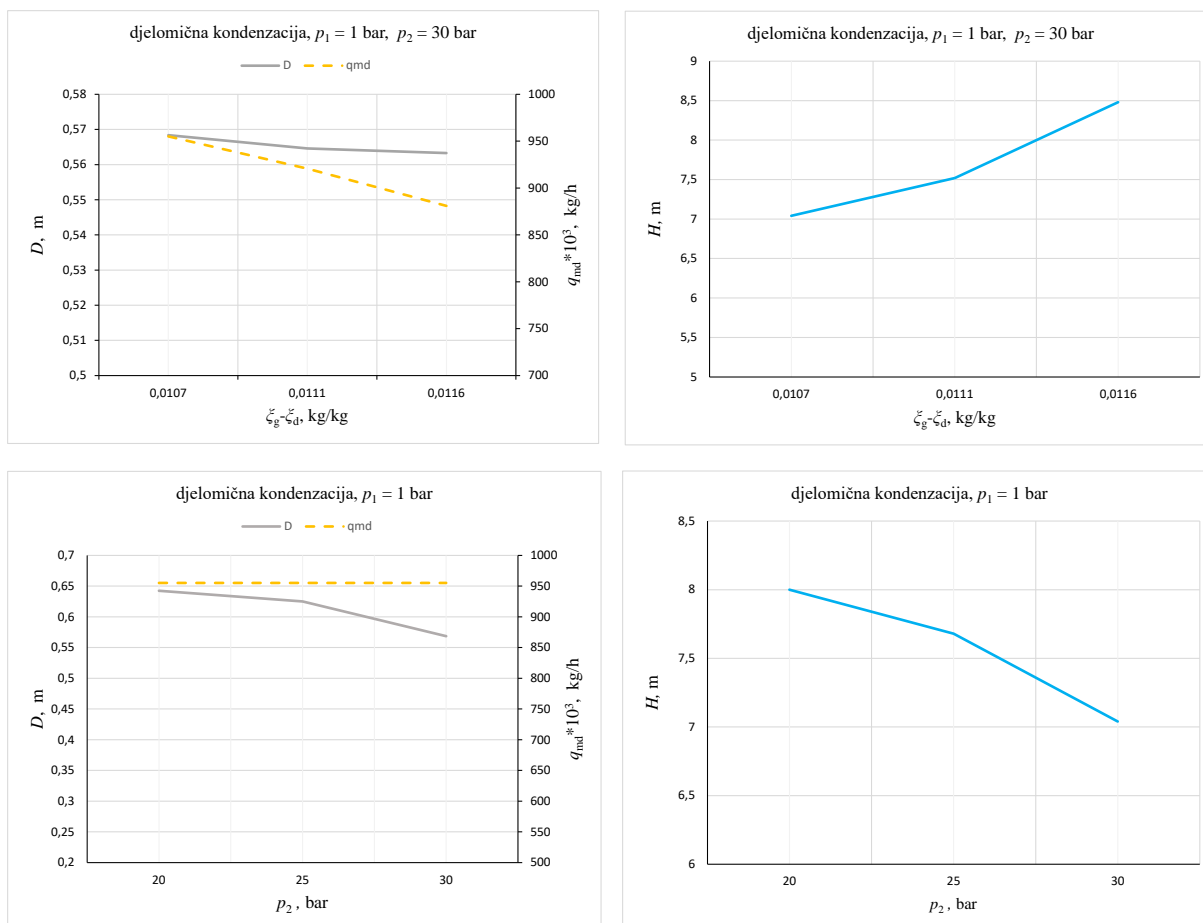 djelomična kondenzacija, p₁ = 1 bar, p₂ = 30 bar
D qmd
0,58
0,57
0,56
0,55
0,54
0,53
0,52
0,51
0,5
1000
950
900
850
800
750
700
D, m
q_md*10³, kg/h
0,0107 0,0111 0,0116
ξ_g-ξ_d, kg/kg
djelomična kondenzacija, p₁ = 1 bar, p₂ = 30 bar
9
8,5
8
7,5
7
6,5
6
5,5
5
H, m
0,0107 0,0111 0,0116
ξ_g-ξ_d, kg/kg
djelomična kondenzacija, p₁ = 1 bar
D qmd
0,7
0,65
0,6
0,55
0,5
0,45
0,4
0,35
0,3
0,25
0,2
1000
950
900
850
800
750
700
650
600
550
500
D, m
q_md*10³, kg/h
20 25 30
p₂ , bar
djelomična kondenzacija, p₁ = 1 bar
8,5
8
7,5
7
6,5
6
H, m
20 25 30
p₂ , bar